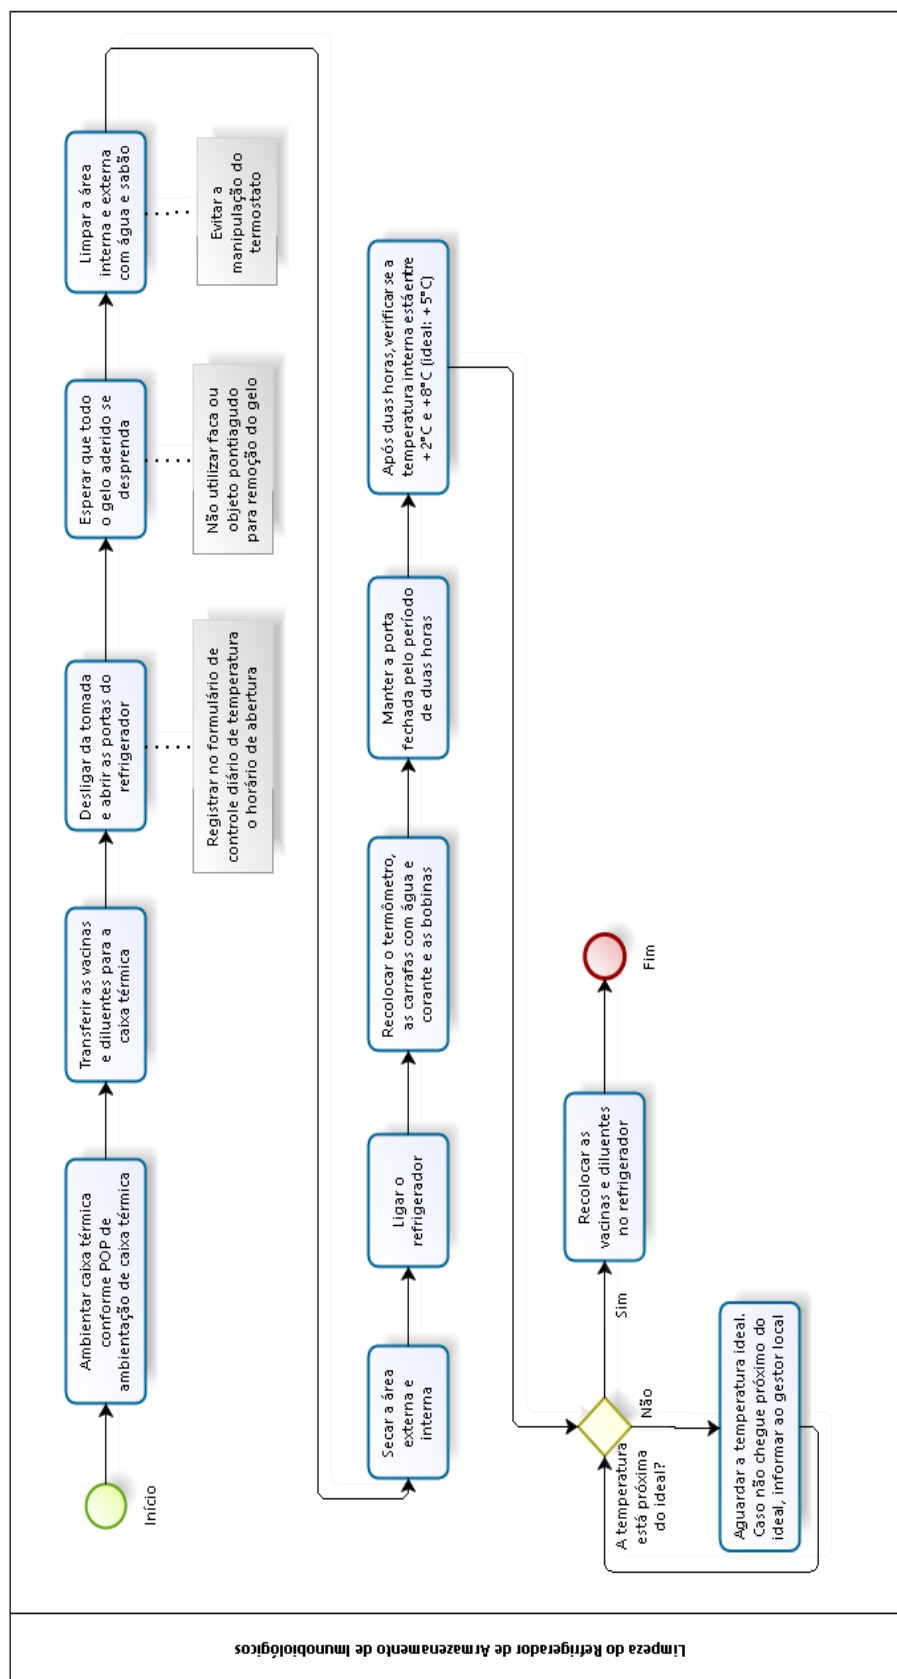 Limpeza do Refrigerador de Armazenamento de Imunobiológicos
Início
Ambientar caixa térmica
conforme POP de
ambientação de caixa térmica
Transferir as vacinas
e diluentes para a
caixa térmica
Desligar da tomada
e abrir as portas do
refrigerador
Registrar no formulário de
controle diário de temperatura
o horário de abertura
Esperar que todo
o gelo aderido se
desprenda
Não utilizar faca ou
objeto pontiagudo
para remoção do gelo
Limpar a área
interna e externa
com água e sabão
Evitar a
manipulação do
termostato
Secar a área
externa e
interna
Ligar o
refrigerador
Recolocar o termômetro,
as carrafas com água e
corante e as bobinas
Manter a porta
fechada pelo período
de duas horas
Após duas horas, verificar se a
temperatura interna está entre
+2°C e +8°C (ideal: +5°C)
A temperatura
está próxima
do ideal?
Sim
Não
Recolocar as
vacinas e diluentes
no refrigerador
Fim
Aguardar a temperatura ideal.
Caso não chegue próximo do
ideal, informar ao gestor local